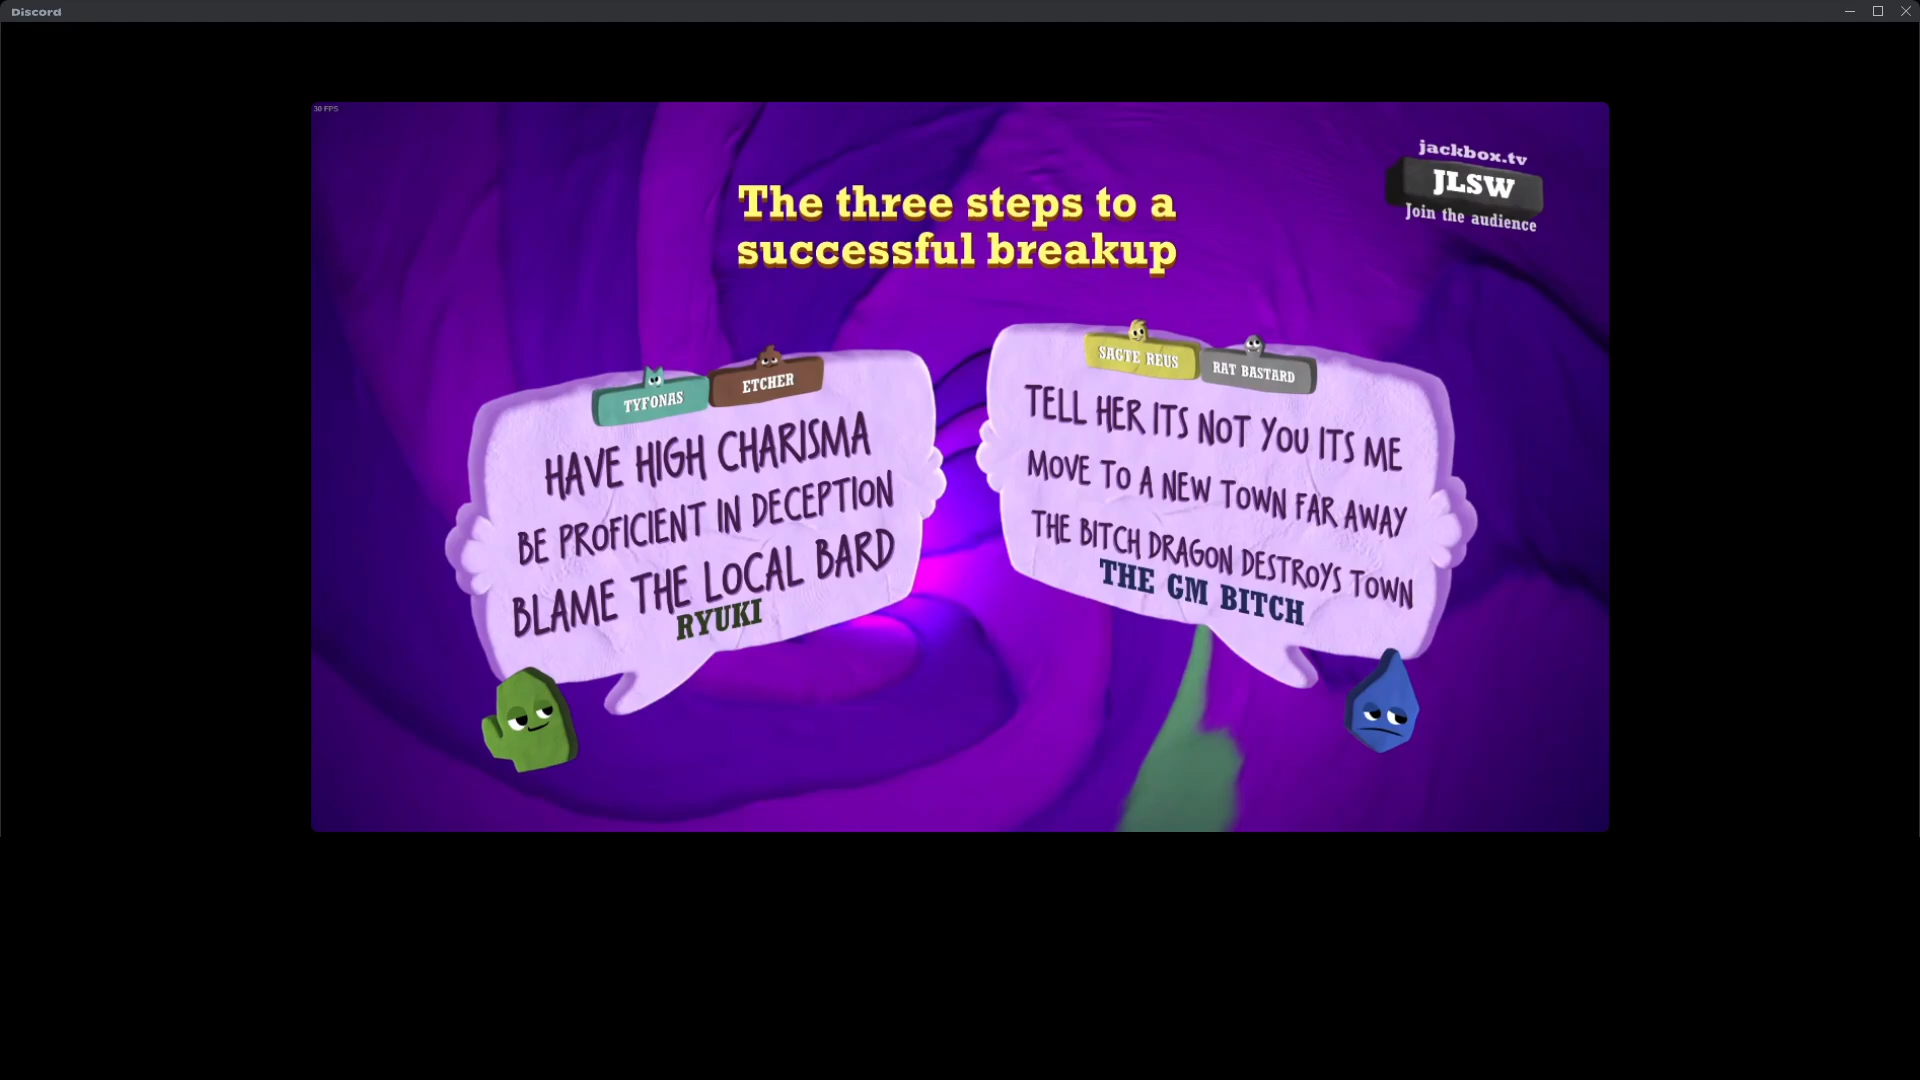 Discord
30 FPS
jackbox.tv
JLSW
Join the audience
The three steps to a
successful breakup
TYFONAS
ETCHER
HAVE HIGH CHARISMA
BE PROFICIENT IN DECEPTION
BLAME THE LOCAL BARD
RYUKI
SAGTE REUS
RAT BASTARD
TELL HER ITS NOT YOU ITS ME
MOVE TO A NEW TOWN FAR AWAY
THE BITCH DRAGON DESTROYS TOWN
THE GM BITCH